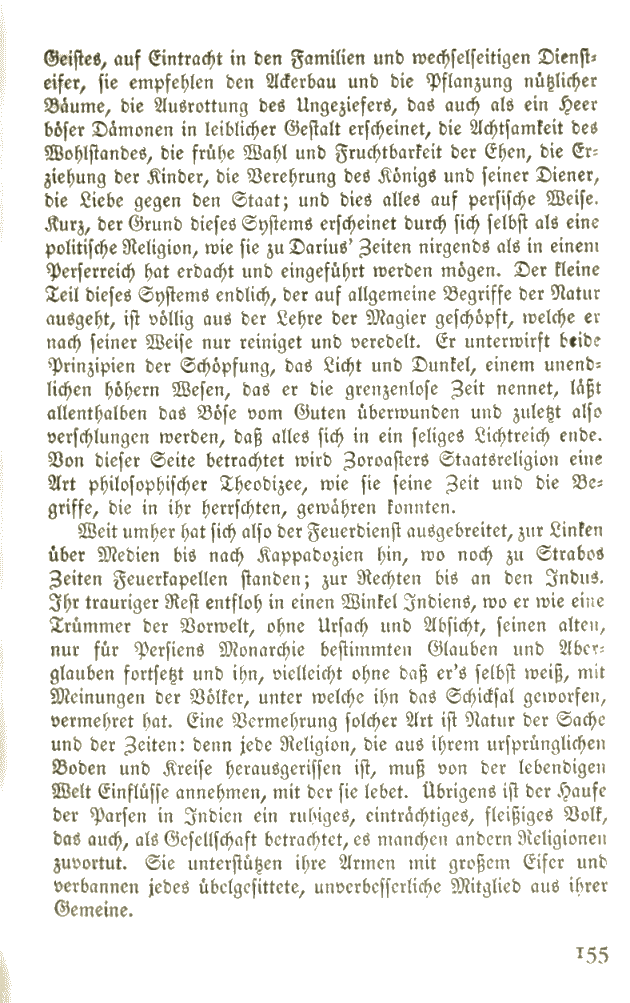 Geistes, auf Eintracht in den Familien und wechselseitigen Dienst-
eifer, sie empfehlen den Ackerbau und die Pflanzung nützlicher
Bäume, die Ausrottung des Ungeziefers, das auch als ein Heer
böser Dämonen in leiblicher Gestalt erscheinet, die Achtsamkeit des
Wohlstandes, die frühe Wahl und Fruchtbarkeit der Ehen, die Er-
ziehung der Kinder, die Verehrung des Königs und seiner Diener,
die Liebe gegen den Staat; und dies alles auf persische Weise.
Kurz, der Grund dieses Systems erscheinet durch sich selbst als eine
politische Religion, wie sie zu Darius' Zeiten nirgends als in einem
Perserreich hat erdacht und eingeführt werden mögen. Der kleine
Teil dieses Systems endlich, der auf allgemeine Begriffe der Natur
ausgeht, ist völlig aus der Lehre der Magier geschöpft, welche er
nach seiner Weise nur reiniget und veredelt. Er unterwirft beide
Prinzipien der Schöpfung, das Licht und Dunkel, einem unend-
lichen höhern Wesen, das er die grenzenlose Zeit nennet, läßt
allenthalben das Böse vom Guten überwunden und zuletzt also
verschlungen werden, daß alles sich in ein seliges Lichtreich ende.
Von dieser Seite betrachtet wird Zoroasters Staatsreligion eine
Art philosophischer Theodizee, wie sie seine Zeit und die Be-
griffe, die in ihr herrschten, gewähren konnten.
Weit umher hat sich also der Feuerdienst ausgebreitet, zur Linken
über Medien bis nach Kappadozien hin, wo noch zu Strabos
Zeiten Feuerkapellen standen; zur Rechten bis an den Indus.
Ihr trauriger Rest entfloh in einen Winkel Indiens, wo er wie eine
Trümmer der Vorwelt, ohne Ursach und Absicht, seinen alten,
nur für Persiens Monarchie bestimmten Glauben und Aber-
glauben fortsetzt und ihn, vielleicht ohne daß er's selbst weiß, mit
Meinungen der Völker, unter welche ihn das Schicksal geworfen,
vermehret hat. Eine Vermehrung solcher Art ist Natur der Sache
und der Zeiten: denn jede Religion, die aus ihrem ursprünglichen
Boden und Kreise herausgerissen ist, muß von der lebendigen
Welt Einflüsse annehmen, mit der sie lebet. Übrigens ist der Haufe
der Parsen in Indien ein ruhiges, einträchtiges, fleißiges Volk,
das auch, als Gesellschaft betrachtet, es manchen andern Religionen
zuvortut. Sie unterstützen ihre Armen mit großem Eifer und
verbannen jedes übelgesittete, unverbesserliche Mitglied aus ihrer
Gemeine.
155